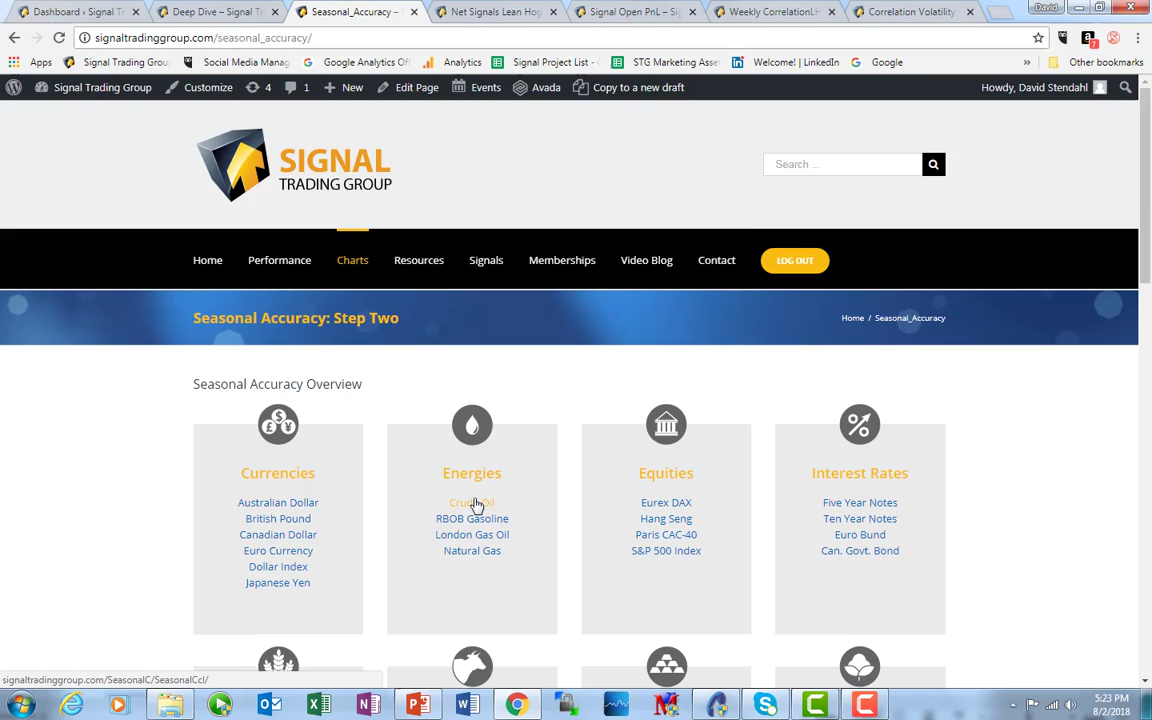 Dashboard ‹ Signal T
Deep Dive – Signal Tr
Seasonal_Accuracy –
Net Signals Lean Hog
Signal Open PnL – Si
Weekly CorrelationLH
Correlation Volatility
David
signaltradinggroup.com/seasonal_accuracy/
7
Apps
Signal Trading Grou
Social Media Manag
Google Analytics Of
Analytics
Signal Project List -
STG Marketing Asse
Welcome! | LinkedIn
Google
»
Other bookmarks
Signal Trading Group
Customize
4
1
New
Edit Page
Events
Avada
Copy to a new draft
Howdy, David Stendahl
SIGNAL
TRADING GROUP
Search ...
Home
Performance
Charts
Resources
Signals
Memberships
Video Blog
Contact
LOG OUT
Seasonal Accuracy: Step Two
Home / Seasonal_Accuracy
Seasonal Accuracy Overview
Currencies
Australian Dollar
British Pound
Canadian Dollar
Euro Currency
Dollar Index
Japanese Yen
Energies
Crude Oil
RBOB Gasoline
London Gas Oil
Natural Gas
Equities
Eurex DAX
Hang Seng
Paris CAC-40
S&P 500 Index
Interest Rates
Five Year Notes
Ten Year Notes
Euro Bund
Can. Govt. Bond
signaltradinggroup.com/SeasonalC/SeasonalCcl/
5:23 PM
8/2/2018